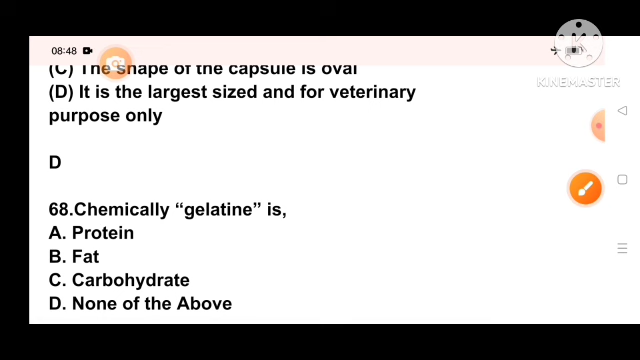 08:48
KINEMASTER
(C) The shape of the capsule is oval
(D) It is the largest sized and for veterinary
purpose only
D
68.Chemically “gelatine” is,
A. Protein
B. Fat
C. Carbohydrate
D. None of the Above